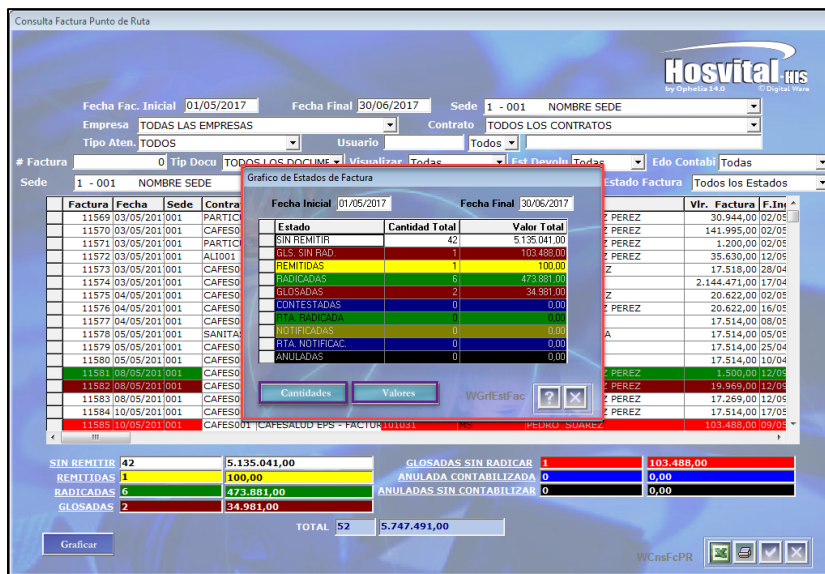 Consulta Factura Punto de Ruta
Hosvital-HIS
by Ophelia 14.0 © Digital Ware
Fecha Fac. Inicial 01/05/2017 Fecha Final 30/06/2017 Sede 1 - 001 NOMBRE SEDE
Empresa TODAS LAS EMPRESAS Contrato TODOS LOS CONTRATOS
Tipo Aten. TODOS Usuario Todos
# Factura 0 Tip Docu TODOS LOS DOCUME Visualizar Todas Est Devolu Todas Edo Contabi Todas
Sede 1 - 001 NOMBRE SEDE Estado Factura Todos los Estados
Factura Fecha Sede Contra Vlr. Factura F.Ing
11569 03/05/201 001 PARTICU Z PEREZ 30.944,00 02/05
11570 03/05/201 001 CAFES0 Z PEREZ 141.995,00 02/05
11571 03/05/201 001 PARTICU Z PEREZ 1.200,00 02/05
11572 03/05/201 001 ALI001 Z PEREZ 35.630,00 12/09
11573 03/05/201 001 CAFES0 Z 17.518,00 28/04
11574 03/05/201 001 CAFES0 2.144.471,00 17/04
11575 04/05/201 001 CAFES0 Z 20.622,00 02/05
11576 04/05/201 001 CAFES0 Z PEREZ 20.622,00 16/05
11577 04/05/201 001 CAFES0 17.514,00 08/05
11578 05/05/201 001 SANITA A 17.514,00 05/05
11579 05/05/201 001 CAFES0 17.514,00 25/04
11580 05/05/201 001 CAFES0 17.514,00 10/04
11581 08/05/201 001 CAFES0 Z PEREZ 1.500,00 12/09
11582 08/05/201 001 CAFES0 Z PEREZ 19.969,00 12/09
11583 08/05/201 001 CAFES0 Z PEREZ 17.269,00 12/09
11584 10/05/201 001 CAFES0 Z PEREZ 17.514,00 17/05
11585 10/05/201 001 CAFES001 CAFESALUD EPS - FACTUR 101031 MS PEDRO SUAREZ 103.488,00 09/05
Grafico de Estados de Factura
Fecha Inicial 01/05/2017 Fecha Final 30/06/2017
Estado Cantidad Total Valor Total
SIN REMITIR 42 5.135.041,00
GLS. SIN RAD. 1 103.488,00
REMITIDAS 1 100,00
RADICADAS 6 473.881,00
GLOSADAS 2 34.981,00
CONTESTADAS 0 0,00
RTA. RADICADA 0 0,00
NOTIFICADAS 0 0,00
RTA. NOTIFICAC. 0 0,00
ANULADAS 0 0,00
Cantidades Valores WGrfEstFac
SIN REMITIR 42 5.135.041,00 GLOSADAS SIN RADICAR 1 103.488,00
REMITIDAS 1 100,00 ANULADA CONTABILIZADA 0 0,00
RADICADAS 6 473.881,00 ANULADAS SIN CONTABILIZAR 0 0,00
GLOSADAS 2 34.981,00
TOTAL 52 5.747.491,00
Graficar WCnsFcPR